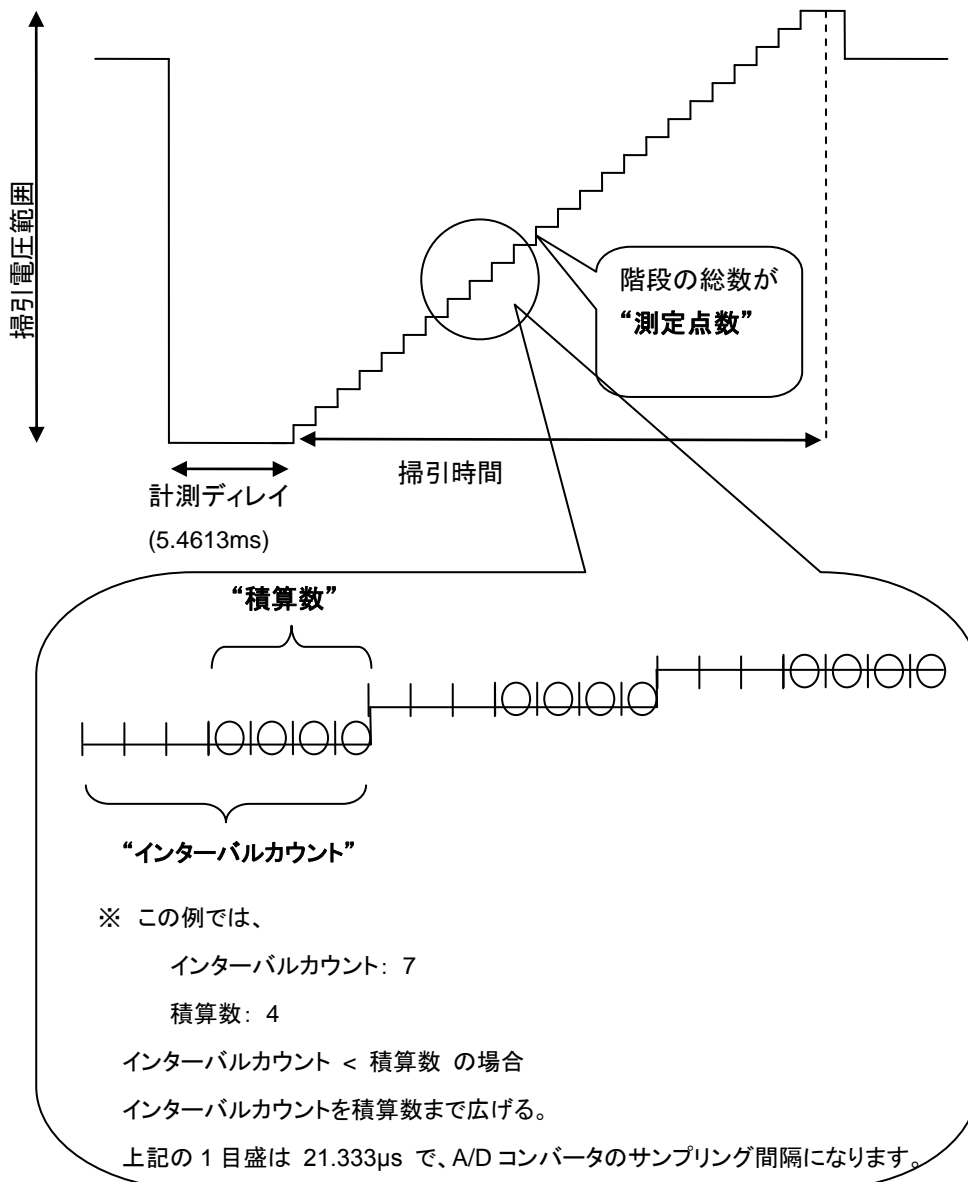 掃引電圧範囲
階段の総数が
“測定点数”
掃引時間
計測ディレイ
(5.4613ms)
“積算数”
“インターバルカウント”
※ この例では、
インターバルカウント: 7
積算数: 4
インターバルカウント < 積算数 の場合
インターバルカウントを積算数まで広げる。
上記の 1 目盛は 21.333μs で、A/D コンバータのサンプリング間隔になります。